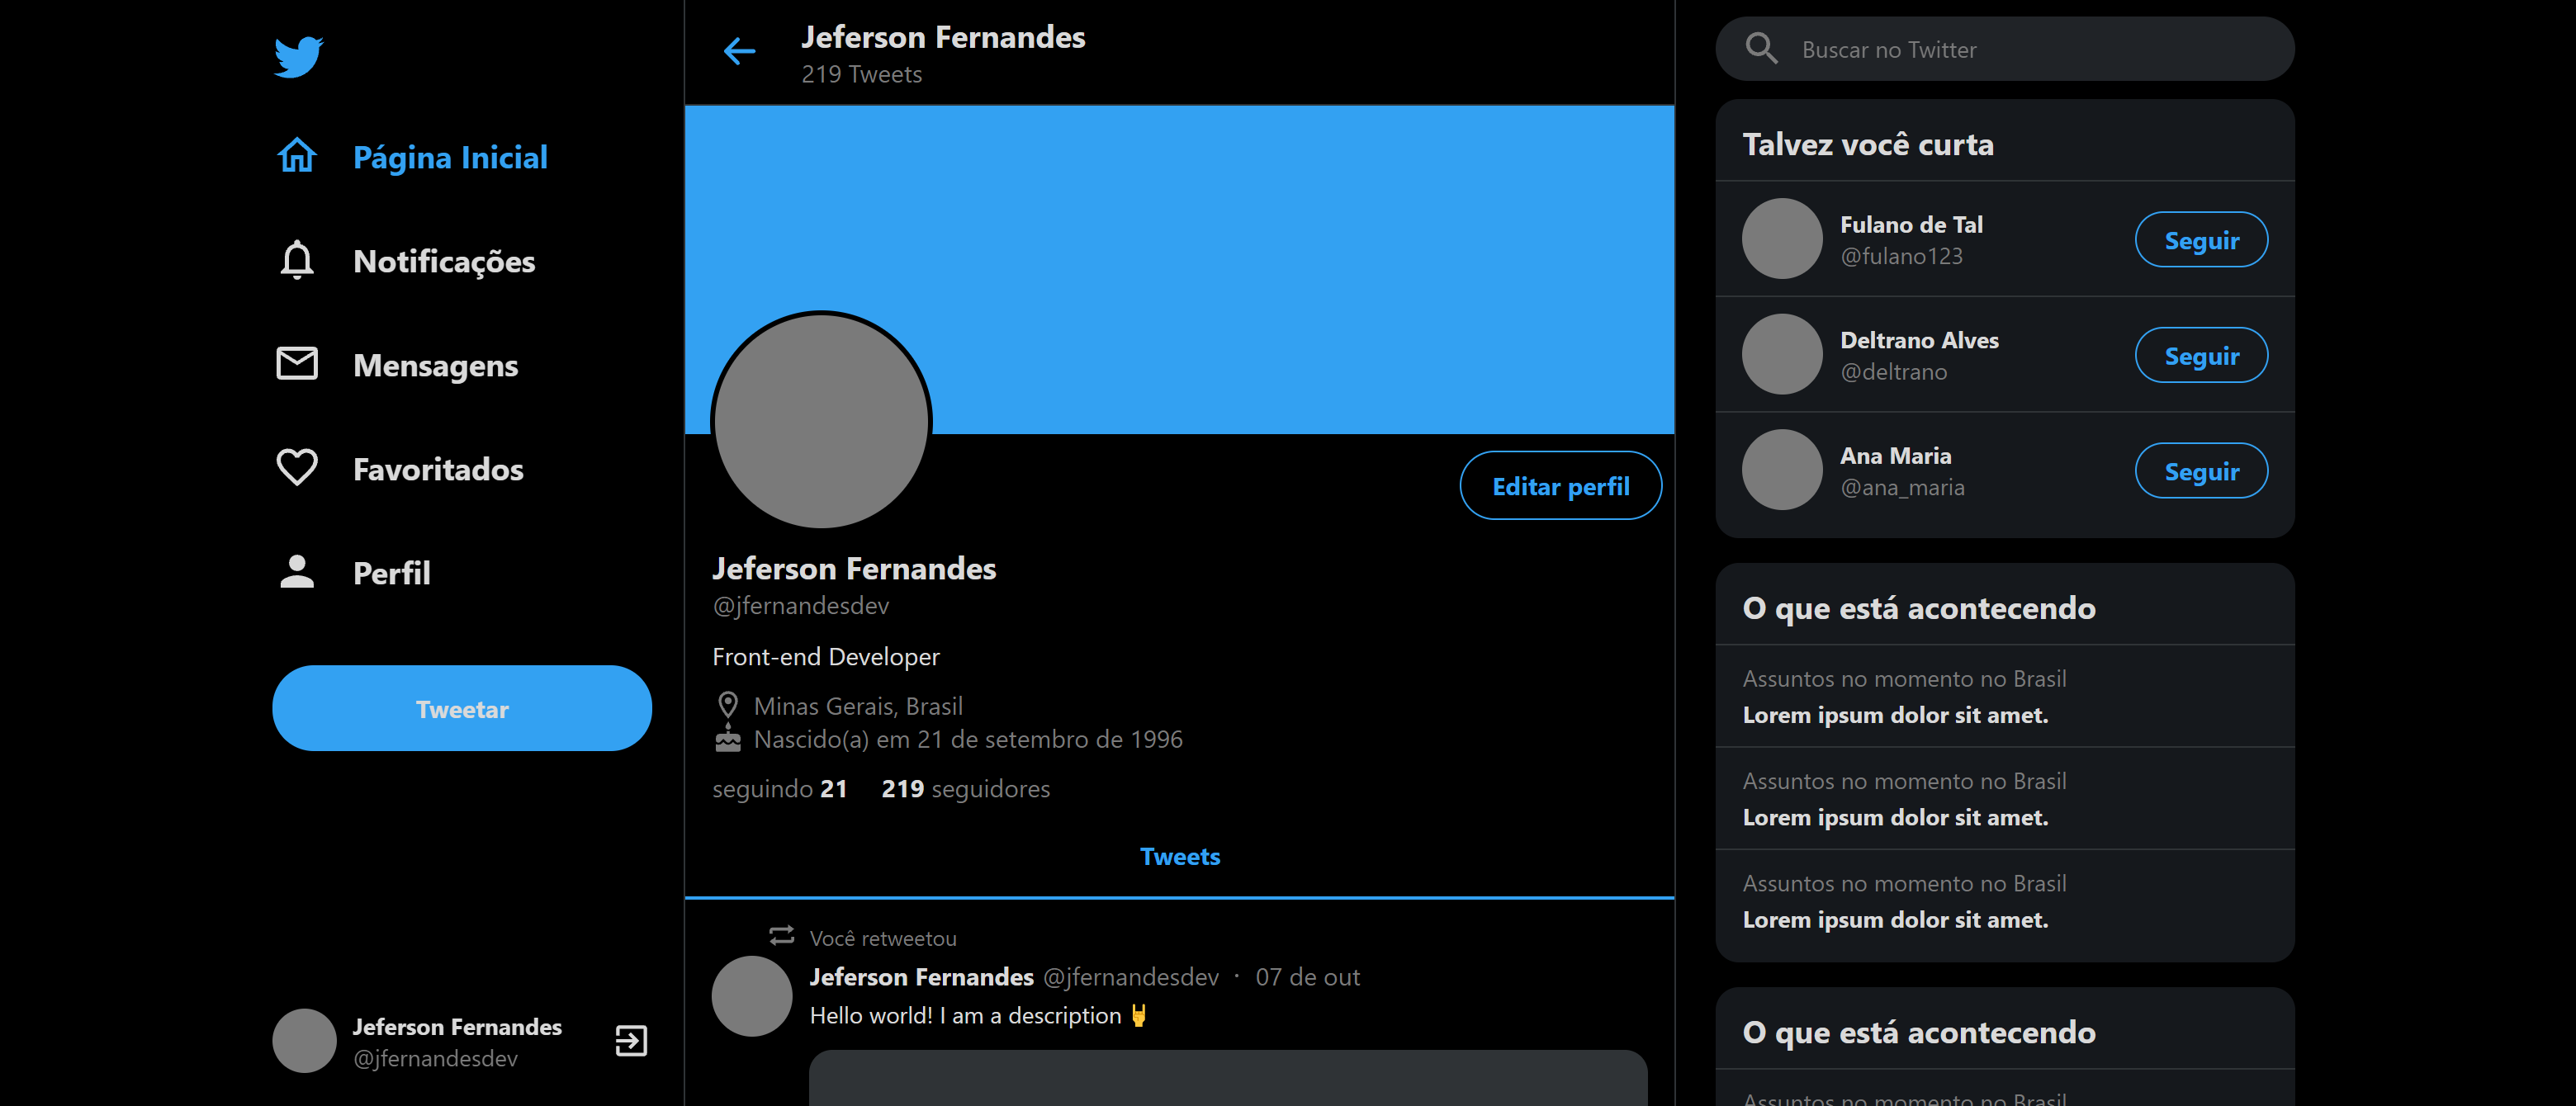 Página Inicial
Notificações
Mensagens
Favoritados
Perfil
Tweetar
Jeferson Fernandes
@jfernandesdev
Jeferson Fernandes
219 Tweets
Editar perfil
Jeferson Fernandes
@jfernandesdev
Front-end Developer
Minas Gerais, Brasil
Nascido(a) em 21 de setembro de 1996
seguindo 21 219 seguidores
Tweets
Você retweetou
Jeferson Fernandes @jfernandesdev · 07 de out
Hello world! I am a description 🤘
Buscar no Twitter
Talvez você curta
Fulano de Tal
@fulano123
Seguir
Deltrano Alves
@deltrano
Seguir
Ana Maria
@ana_maria
Seguir
O que está acontecendo
Assuntos no momento no Brasil
Lorem ipsum dolor sit amet.
Assuntos no momento no Brasil
Lorem ipsum dolor sit amet.
Assuntos no momento no Brasil
Lorem ipsum dolor sit amet.
O que está acontecendo
Assuntos no momento no Brasil